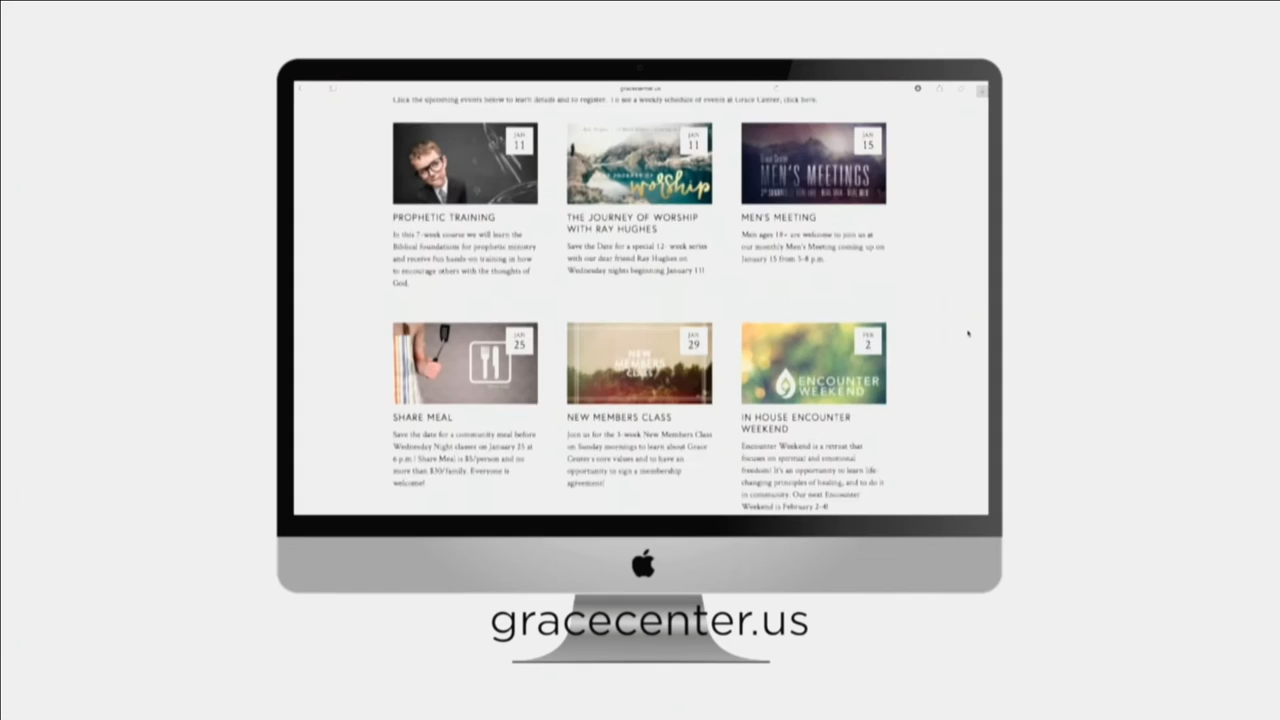 gracecenter.us
Click the upcoming events below to learn details and to register. To see a weekly schedule of events at Grace Center, click here.
JAN
11
PROPHETIC TRAINING
In this 7-week course we will learn the
Biblical foundations for prophetic ministry
and receive fun hands-on training in how
to encourage others with the thoughts of
God.
JAN
11
worship
THE JOURNEY OF WORSHIP
WITH RAY HUGHES
Save the Date for a special 12-week series
with our dear friend Ray Hughes on
Wednesday nights beginning January 11!
JAN
15
MEN'S MEETINGS
MEN'S MEETING
Men ages 18+ are welcome to join us at
our monthly Men's Meeting coming up on
January 15 from 5-8 p.m.
JAN
25
SHARE MEAL
Save the date for a community meal before
Wednesday Night classes on January 25 at
6 p.m.! Share Meal is $5/person and no
more than $30/family. Everyone is
welcome!
JAN
29
NEW
MEMBERS
CLASS
NEW MEMBERS CLASS
Join us for the 3-week New Members Class
on Sunday mornings to learn about Grace
Center's core values and to have an
opportunity to sign a membership
agreement!
FEB
2
ENCOUNTER
WEEKEND
IN HOUSE ENCOUNTER
WEEKEND
Encounter Weekend is a retreat that
focuses on spiritual and emotional
freedom! It's an opportunity to learn life-
changing principles of healing, and to do it
in community. Our next Encounter
Weekend is February 2-4!
gracecenter.us